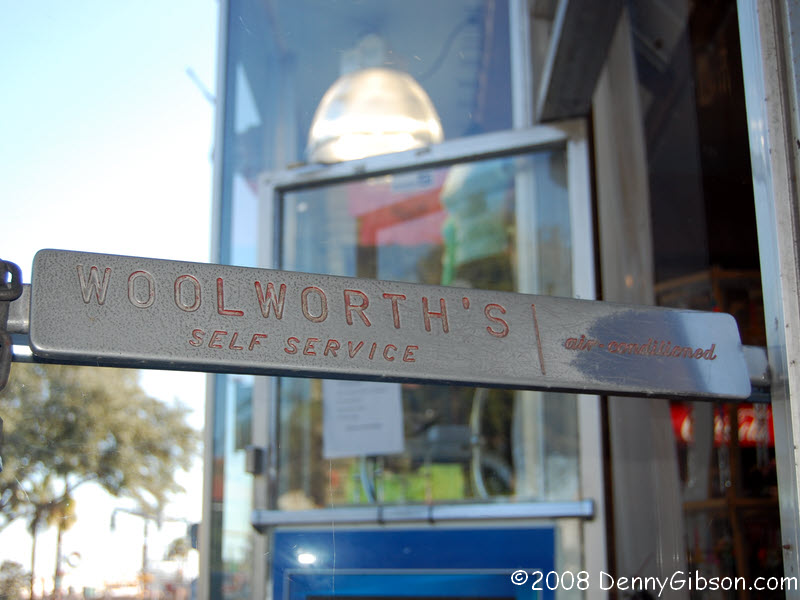 WOOLWORTH'S
SELF SERVICE
air-conditioned
©2008 DennyGibson.com